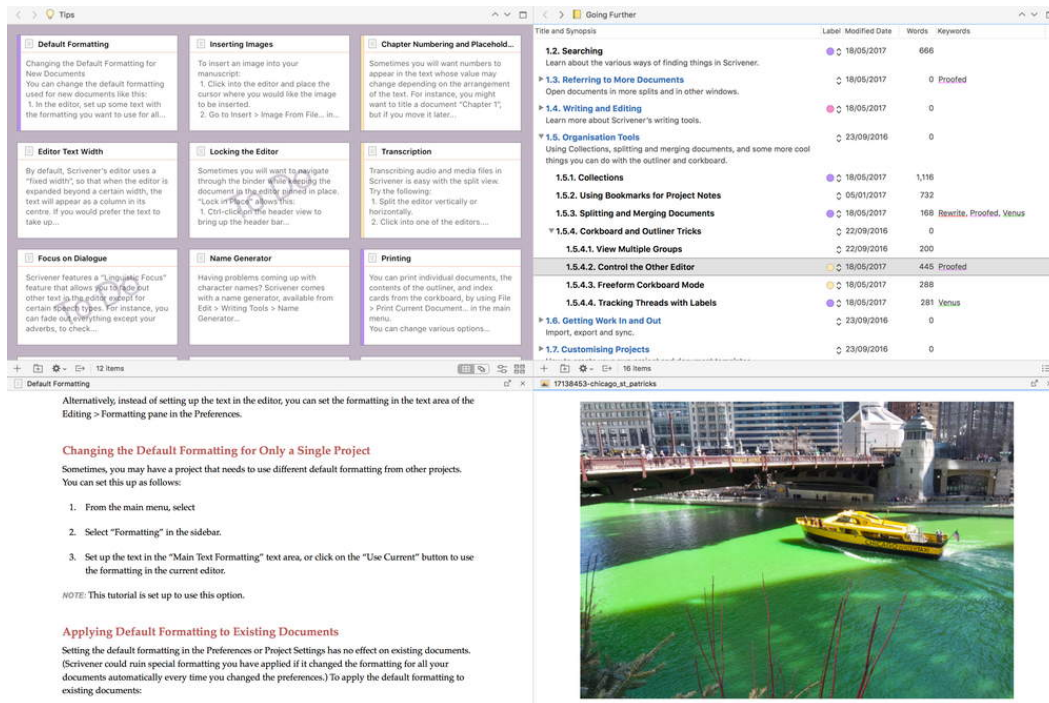 Tips
Default Formatting
Changing the Default Formatting for
New Documents
You can change the default formatting
used for new documents like this:
1. In the editor, set up some text with
the formatting you want to use for all...
Inserting Images
To insert an image into your
manuscript:
1. Click into the editor and place the
cursor where you would like the image
to be inserted.
2. Go to Insert > Image From File... in...
Chapter Numbering and Placehold...
Sometimes you will want numbers to
appear in the text whose value may
change depending on the arrangement
of the text. For instance, you might
want to title a document “Chapter 1”,
but if you move it later...
Editor Text Width
By default, Scrivener's editor uses a
“fixed width”, so that when the editor is
expanded beyond a certain width, the
text will appear as a column in its
centre. If you would prefer the text to
take up...
Locking the Editor
Sometimes you will want to navigate
through the binder while keeping the
document in the editor pinned in place.
“Lock in Place” allows this:
1. Ctrl-click on the header view to
bring up the header bar...
To Do
Transcription
Transcribing audio and media files in
Scrivener is easy with the split view.
Try the following:
1. Split the editor vertically or
horizontally.
2. Click into one of the editors....
Focus on Dialogue
Scrivener features a “Linguistic Focus”
feature that allows you to fade out
other text in the editor except for
certain speech types. For instance, you
can fade out everything except your
adverbs, to check...
To Do
Name Generator
Having problems coming up with
character names? Scrivener comes
with a name generator, available from
Edit > Writing Tools > Name
Generator...
Printing
You can print individual documents, the
contents of the outliner, and index
cards from the corkboard, by using File
> Print Current Document... in the main
menu.
You can change various options...
12 items
Going Further
Title and Synopsis Label Modified Date Words Keywords
1.2. Searching 18/05/2017 666
Learn about the various ways of finding things in Scrivener.
1.3. Referring to More Documents 18/05/2017 0 Proofed
Open documents in more splits and in other windows.
1.4. Writing and Editing 18/05/2017 0
Learn more about Scrivener's writing tools.
1.5. Organisation Tools 23/09/2016 0
Using Collections, splitting and merging documents, and some more cool
things you can do with the outliner and corkboard.
1.5.1. Collections 18/05/2017 1,116
1.5.2. Using Bookmarks for Project Notes 05/01/2017 732
1.5.3. Splitting and Merging Documents 18/05/2017 168 Rewrite, Proofed, Venus
1.5.4. Corkboard and Outliner Tricks 22/09/2016 0
1.5.4.1. View Multiple Groups 22/09/2016 200
1.5.4.2. Control the Other Editor 18/05/2017 445 Proofed
1.5.4.3. Freeform Corkboard Mode 18/05/2017 288
1.5.4.4. Tracking Threads with Labels 18/05/2017 281 Venus
1.6. Getting Work In and Out 23/09/2016 0
Import, export and sync.
1.7. Customising Projects 23/09/2016 0
16 items
Default Formatting
Alternatively, instead of setting up the text in the editor, you can set the formatting in the text area of the
Editing > Formatting pane in the Preferences.
Changing the Default Formatting for Only a Single Project
Sometimes, you may have a project that needs to use different default formatting from other projects.
You can set this up as follows:
1. From the main menu, select
2. Select “Formatting” in the sidebar.
3. Set up the text in the “Main Text Formatting” text area, or click on the “Use Current” button to use
the formatting in the current editor.
NOTE: This tutorial is set up to use this option.
Applying Default Formatting to Existing Documents
Setting the default formatting in the Preferences or Project Settings has no effect on existing documents.
(Scrivener could ruin special formatting you have applied if it changed the formatting for all your
documents automatically every time you changed the preferences.) To apply the default formatting to
existing documents:
17138453-chicago_st_patricks